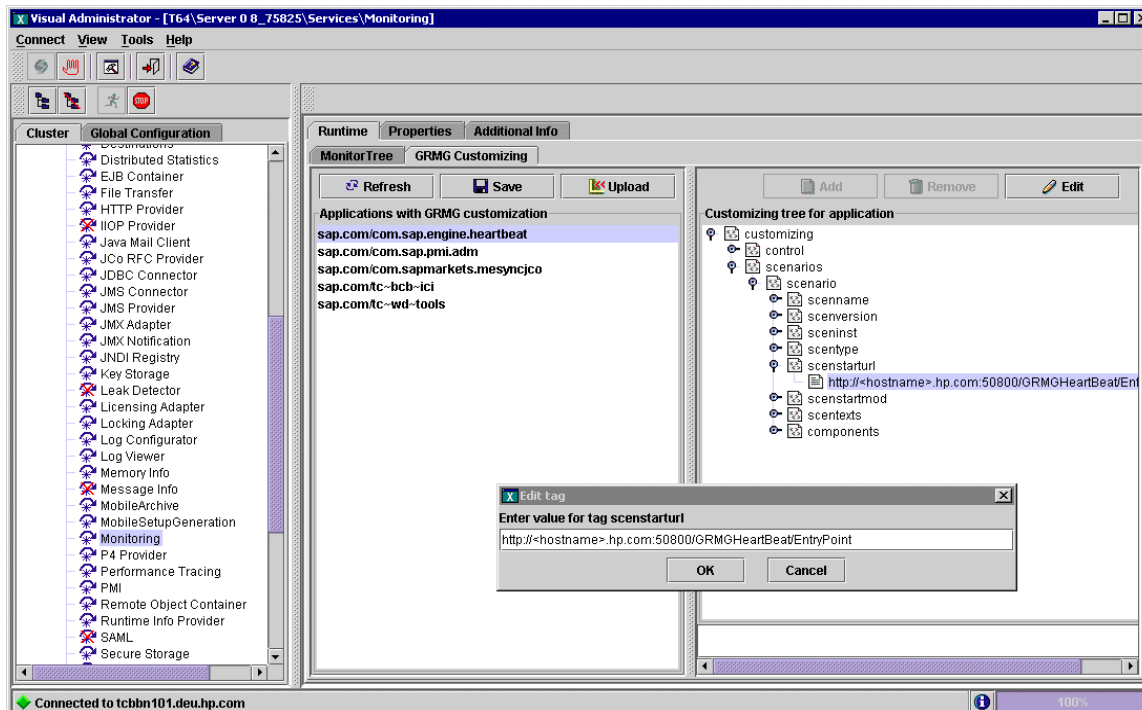 Visual Administrator - [T64\Server 0 8_75825\Services\Monitoring]
Connect View Tools Help
Cluster Global Configuration
Destinations
Distributed Statistics
EJB Container
File Transfer
HTTP Provider
IIOP Provider
Java Mail Client
JCo RFC Provider
JDBC Connector
JMS Connector
JMS Provider
JMX Adapter
JMX Notification
JNDI Registry
Key Storage
Leak Detector
Licensing Adapter
Locking Adapter
Log Configurator
Log Viewer
Memory Info
Message Info
MobileArchive
MobileSetupGeneration
Monitoring
P4 Provider
Performance Tracing
PMI
Remote Object Container
Runtime Info Provider
SAML
Secure Storage
Runtime Properties Additional Info
MonitorTree GRMG Customizing
Refresh Save Upload
Applications with GRMG customization
sap.com/com.sap.engine.heartbeat
sap.com/com.sap.pmi.adm
sap.com/com.sapmarkets.mesyncjco
sap.com/tc~bcb~ici
sap.com/tc~wd~tools
Add Remove Edit
Customizing tree for application
customizing
control
scenarios
scenario
scenname
scenversion
sceninst
scentype
scenstarturl
http://<hostname>.hp.com:50800/GRMGHeartBeat/Ent
scenstartmod
scentexts
components
Edit tag
Enter value for tag scenstarturl
http://<hostname>.hp.com:50800/GRMGHeartBeat/EntryPoint
OK Cancel
Connected to tcbbn101.deu.hp.com
100%